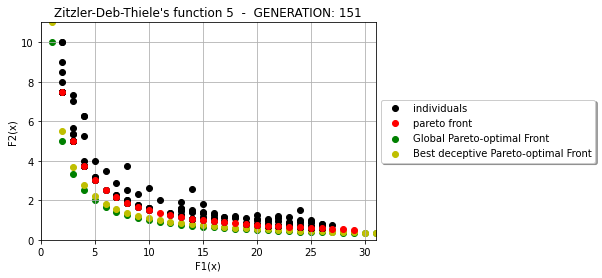 Zitzler-Deb-Thiele's function 5 - GENERATION: 151
F2(x)
10
8
6
4
2
0
0 5 10 15 20 25 30
F1(x)
individuals
pareto front
Global Pareto-optimal Front
Best deceptive Pareto-optimal Front